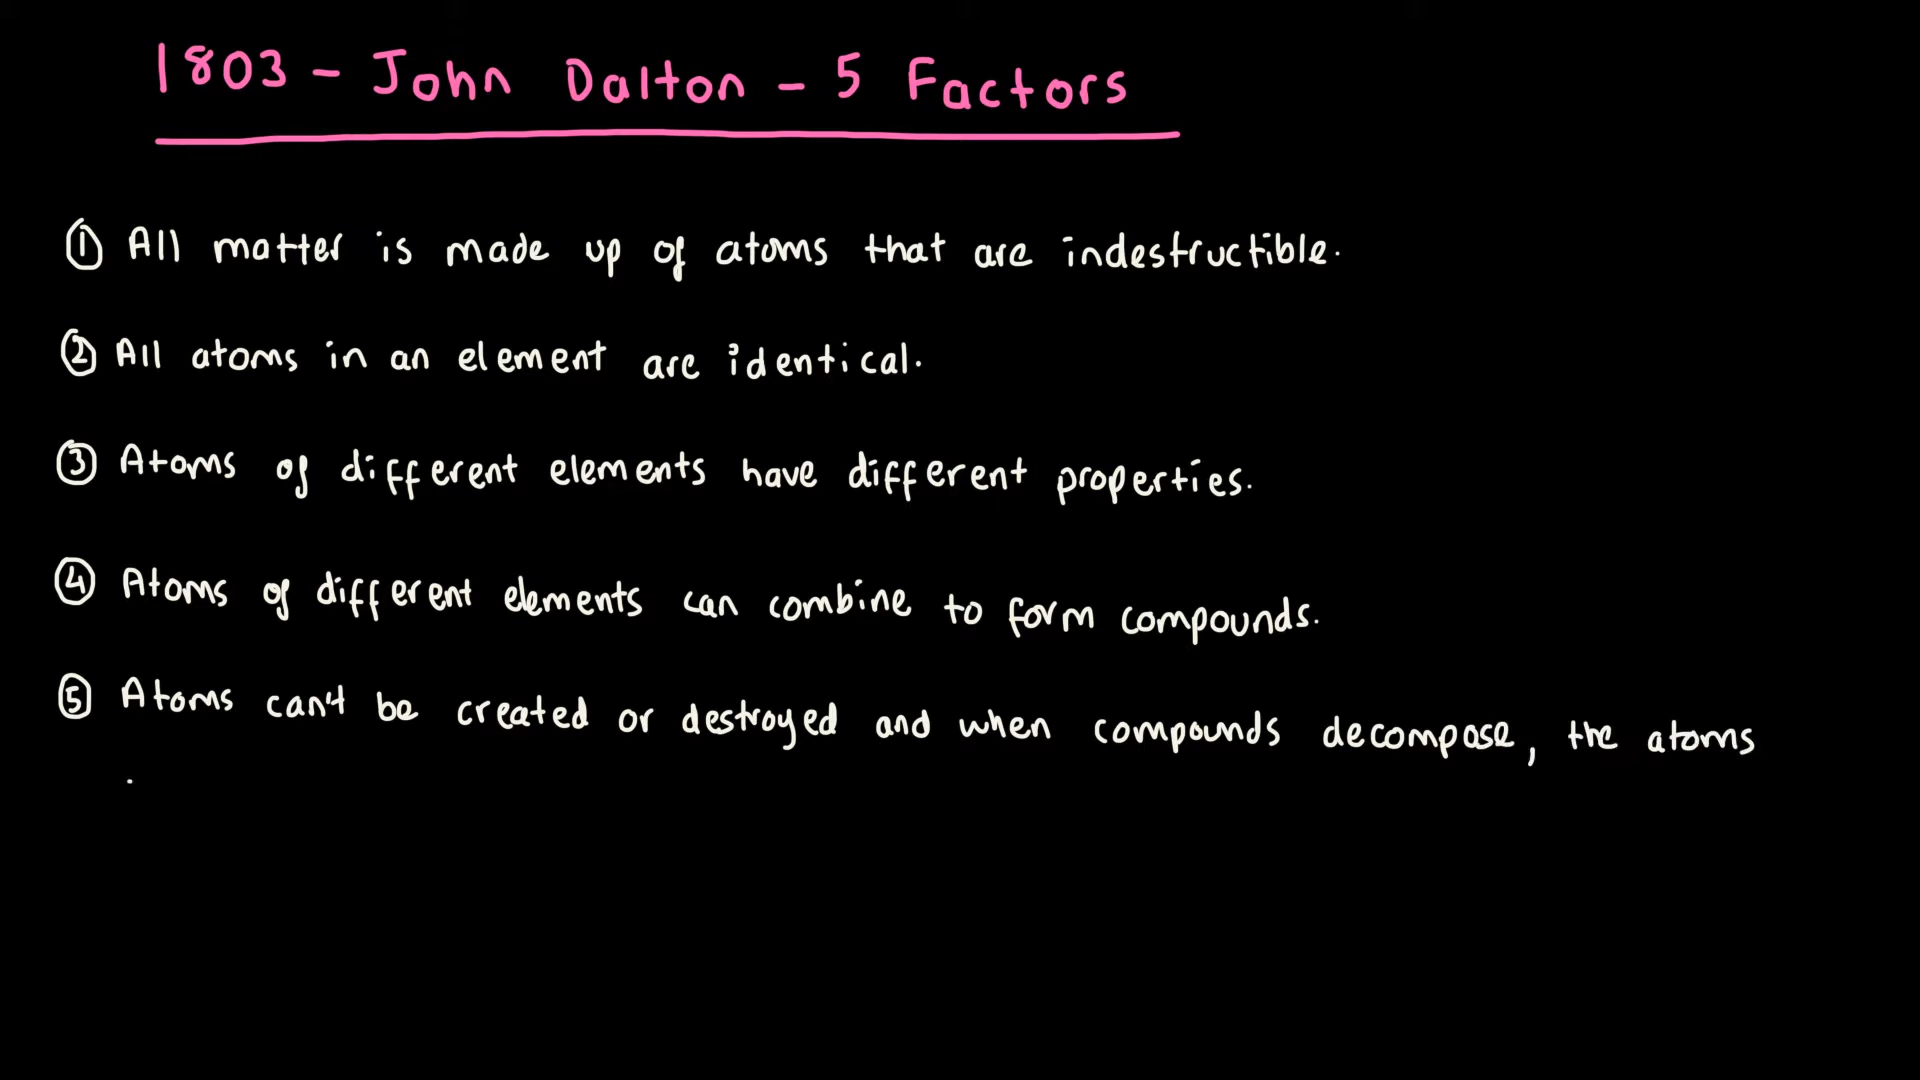 1803 - John Dalton - 5 Factors
① All matter is made up of atoms that are indestructible.
② All atoms in an element are identical.
③ Atoms of different elements have different properties.
④ Atoms of different elements can combine to form compounds.
⑤ Atoms can't be created or destroyed and when compounds decompose, the atoms